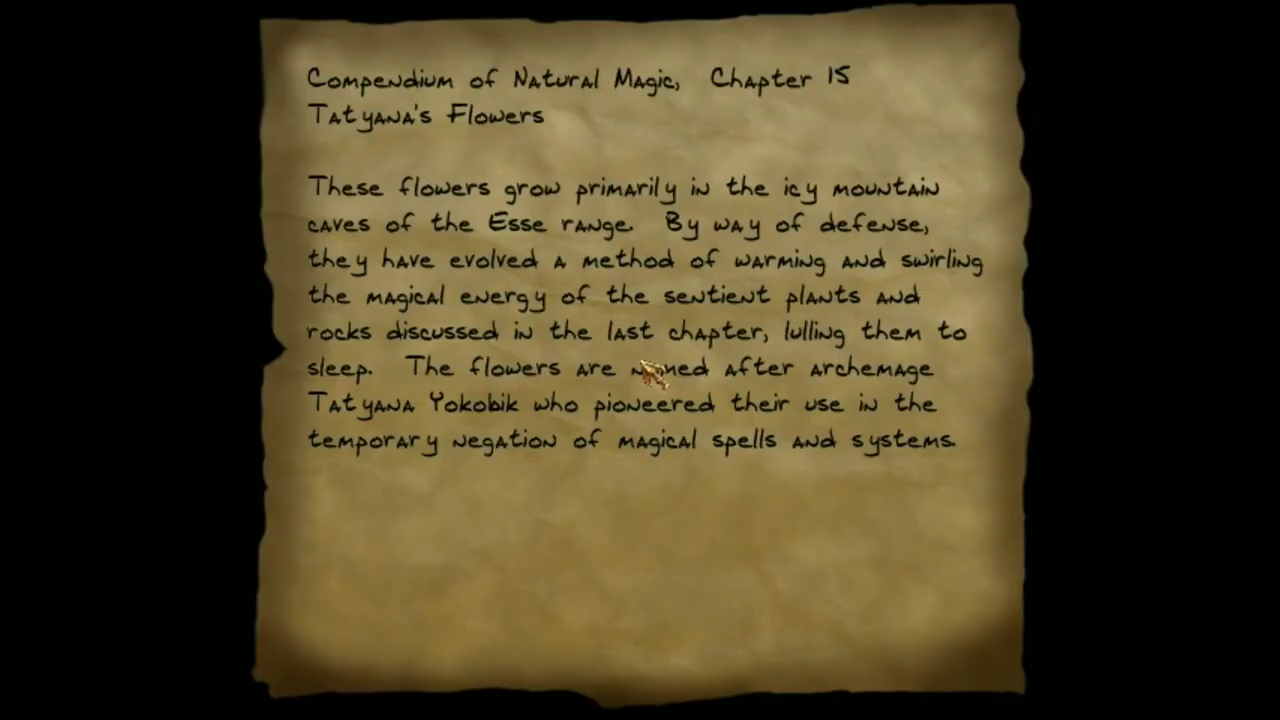 Compendium of Natural Magic, Chapter 15
Tatyana's Flowers
These flowers grow primarily in the icy mountain
caves of the Esse range. By way of defense,
they have evolved a method of warming and swirling
the magical energy of the sentient plants and
rocks discussed in the last chapter, lulling them to
sleep. The flowers are named after archemage
Tatyana Yokobik who pioneered their use in the
temporary negation of magical spells and systems.